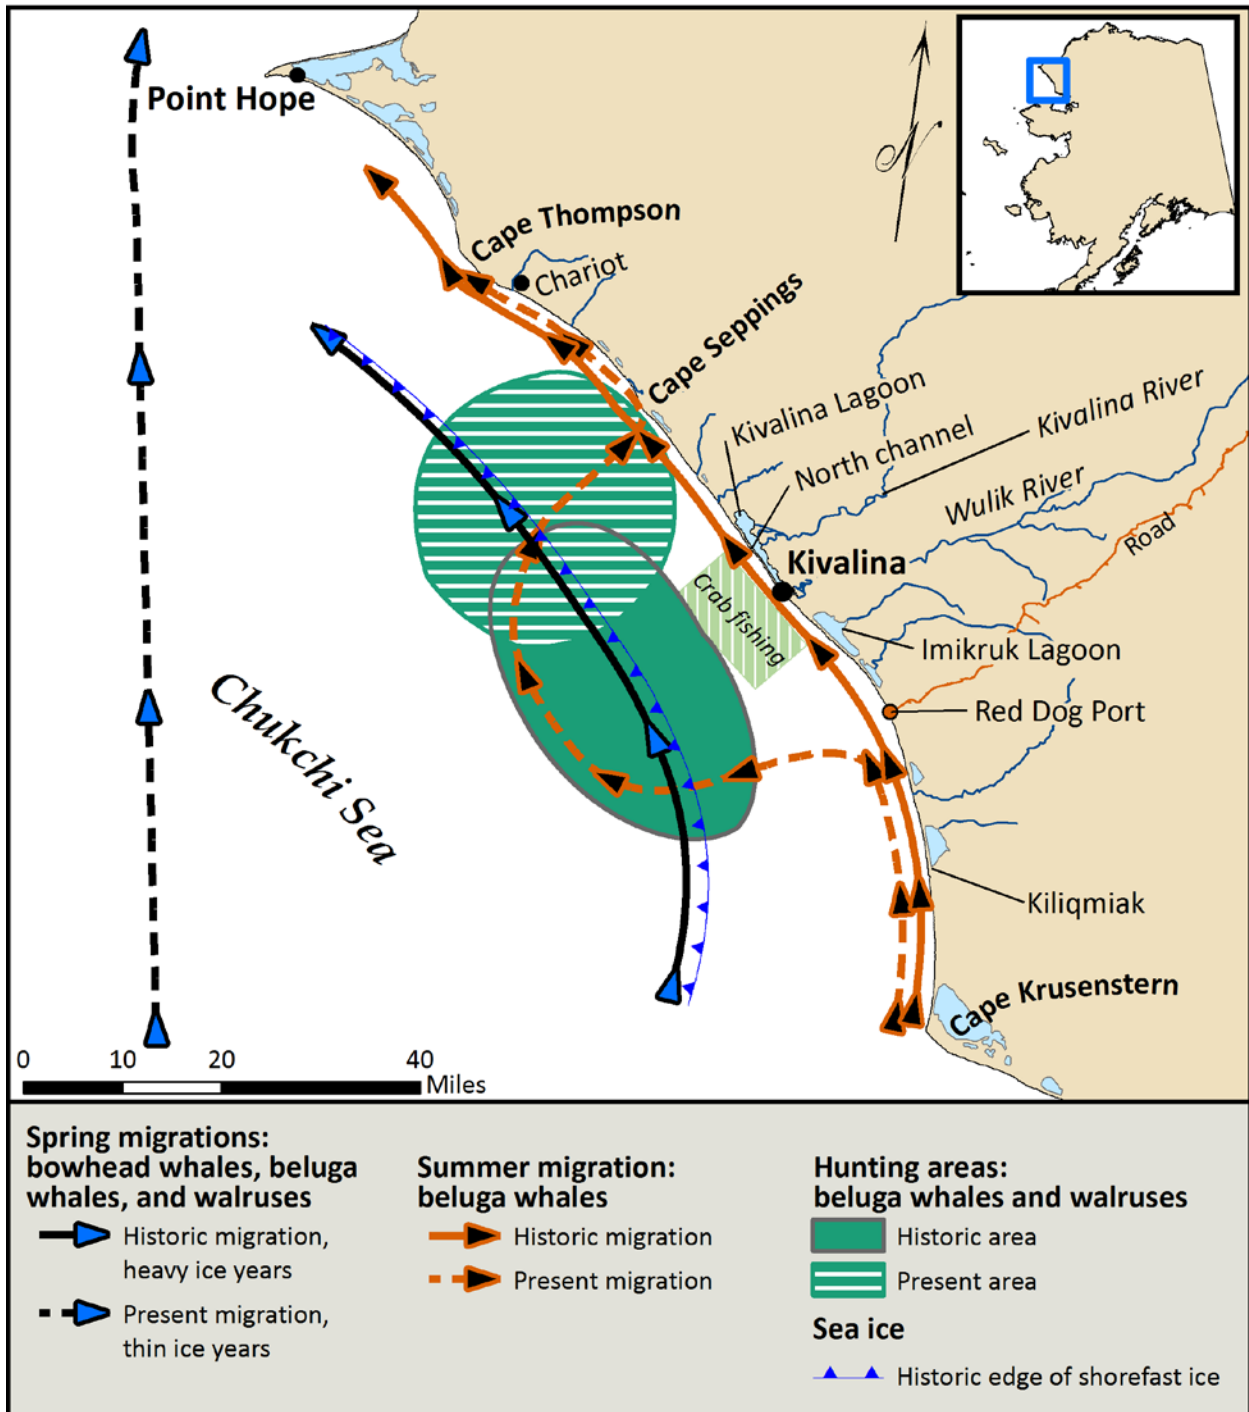 Point Hope
N
Cape Thompson
Chariot
Cape Seppings
Kivalina Lagoon
North channel
Kivalina River
Wulik River
Road
Kivalina
Crab fishing
Imikruk Lagoon
Red Dog Port
Chukchi Sea
Kiliqmiak
Cape Krusenstern
0 10 20 40
Miles
Spring migrations:
bowhead whales, beluga
whales, and walruses
Historic migration,
heavy ice years
Present migration,
thin ice years
Summer migration:
beluga whales
Historic migration
Present migration
Hunting areas:
beluga whales and walruses
Historic area
Present area
Sea ice
Historic edge of shorefast ice